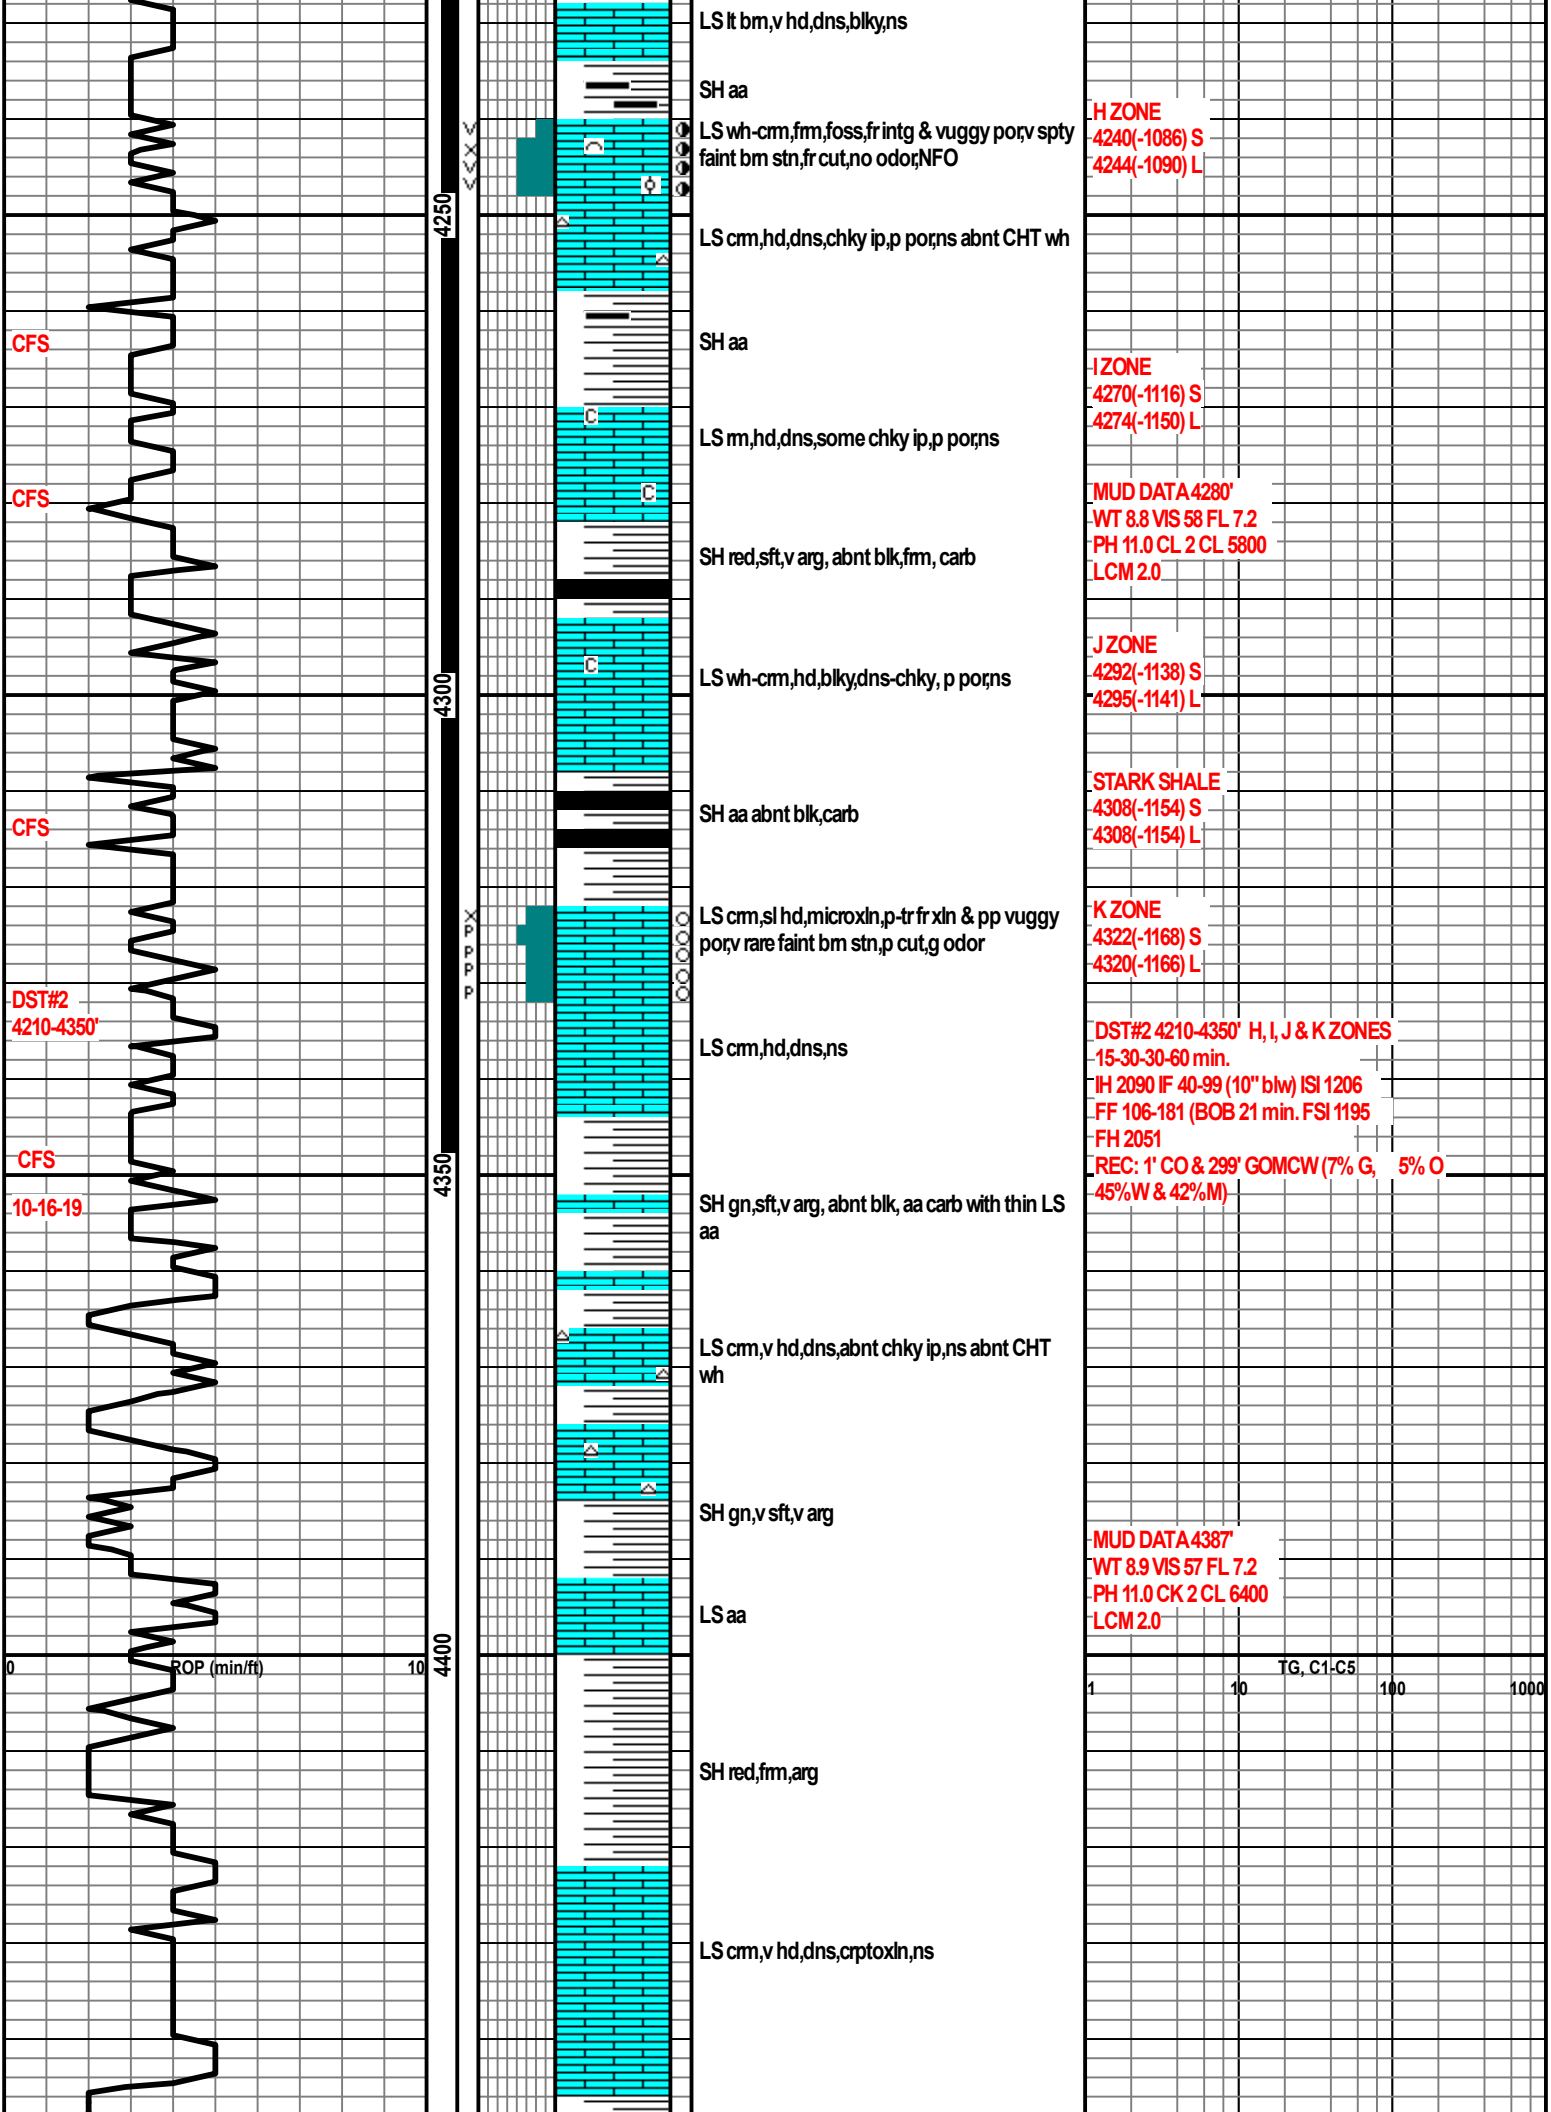 LS lt brn,v hd,dns,blky,ns
SH aa
H ZONE
4240(-1086) S
4244(-1090) L
V
X
V
V
LS wh-crm,frm,foss,fr intg & vuggy por,v spty
faint brn stn,fr cut,no odor,NFO
4250
LS crm,hd,dns,chky ip,p por,ns abnt CHT wh
CFS
SH aa
I ZONE
4270(-1116) S
4274(-1150) L
C
LS rm,hd,dns,some chky ip,p por,ns
C
CFS
MUD DATA 4280'
WT 8.8 VIS 58 FL 7.2
PH 11.0 CL 2 CL 5800
LCM 2.0
SH red,sft,v arg, abnt blk,frm, carb
J ZONE
4292(-1138) S
4295(-1141) L
C
LS wh-crm,hd,blky,dns-chky, p por,ns
4300
STARK SHALE
4308(-1154) S
4308(-1154) L
SH aa abnt blk,carb
CFS
K ZONE
4322(-1168) S
4320(-1166) L
X
P
P
P
P
LS crm,sl hd,microxln,p-tr fr xln & pp vuggy
por,v rare faint brn stn,p cut,g odor
DST#2
4210-4350'
LS crm,hd,dns,ns
DST#2 4210-4350' H, I, J & K ZONES
15-30-30-60 min.
IH 2090 IF 40-99 (10" blw) ISI 1206
FF 106-181 (BOB 21 min. FSI 1195
FH 2051
REC: 1' CO & 299' GOMCW (7% G, 5% O
45%W & 42%M)
CFS
4350
10-16-19
SH gn,sft,v arg, abnt blk, aa carb with thin LS
aa
LS crm,v hd,dns,abnt chky ip,ns abnt CHT
wh
SH gn,v sft,v arg
MUD DATA 4387'
WT 8.9 VIS 57 FL 7.2
PH 11.0 CK 2 CL 6400
LCM 2.0
LS aa
4400
0 ROP (min/ft) 10
TG, C1-C5
1 10 100 1000
SH red,frm,arg
LS crm,v hd,dns,crptoxln,ns